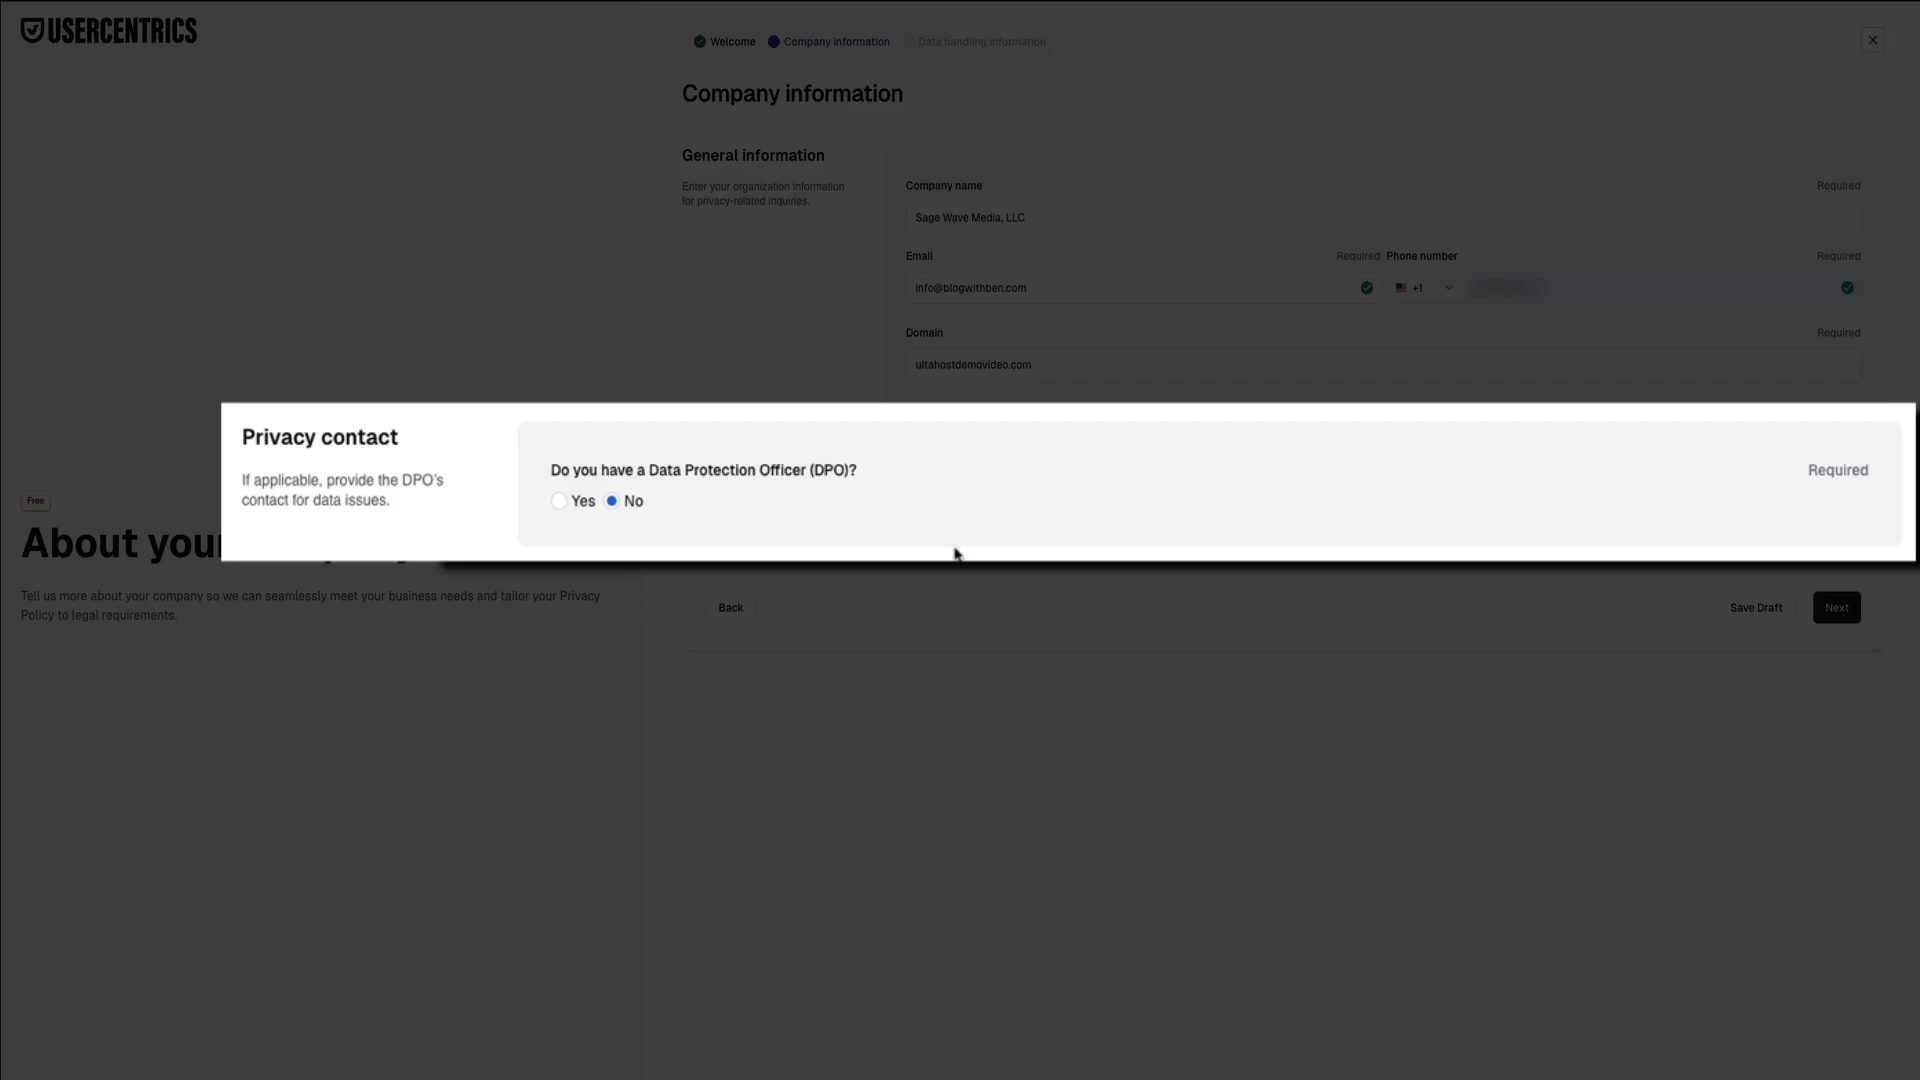 USERCENTRICS
Welcome
Company information
Data handling information
Company information
General information
Enter your organization information
for privacy-related inquiries.
Company name
Required
Sage Wave Media, LLC
Email
Required
Phone number
Required
info@blogwithben.com
+1
Domain
Required
ultahostdemovideo.com
Privacy contact
If applicable, provide the DPO's
contact for data issues.
Do you have a Data Protection Officer (DPO)?
Required
Yes
No
Free
About your
Tell us more about your company so we can seamlessly meet your business needs and tailor your Privacy
Policy to legal requirements.
Back
Save Draft
Next